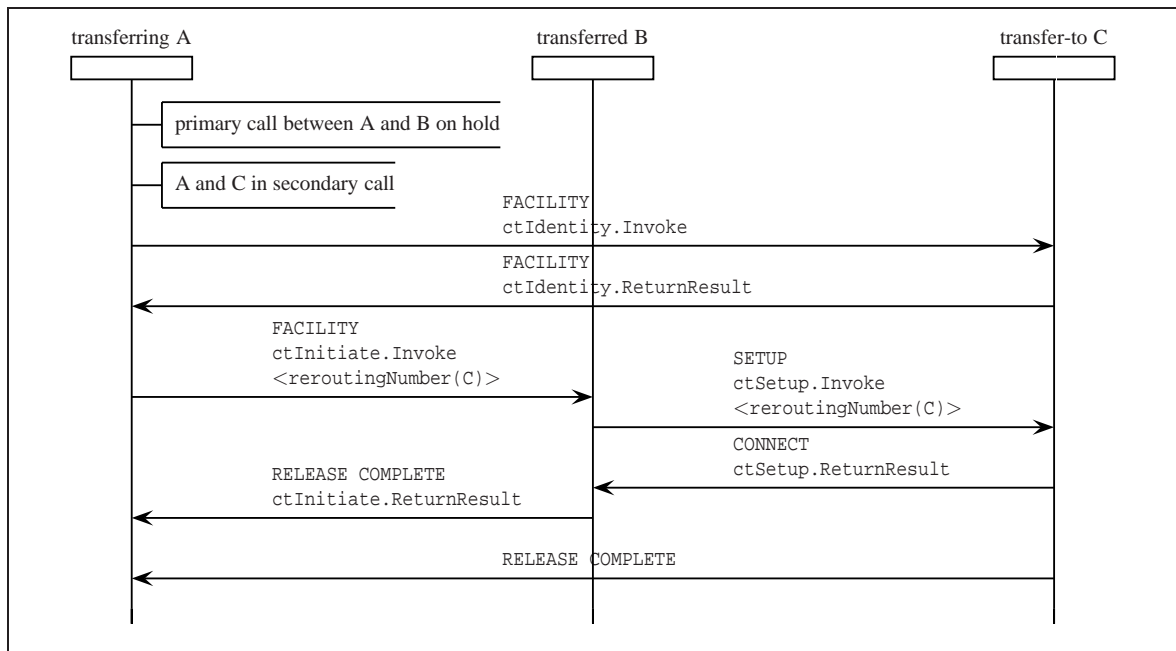 transferring A
transferred B
transfer-to C
primary call between A and B on hold
A and C in secondary call
FACILITY
ctIdentity.Invoke
FACILITY
ctIdentity.ReturnResult
FACILITY
ctInitiate.Invoke
<reroutingNumber(C)>
SETUP
ctSetup.Invoke
<reroutingNumber(C)>
CONNECT
ctSetup.ReturnResult
RELEASE COMPLETE
ctInitiate.ReturnResult
RELEASE COMPLETE